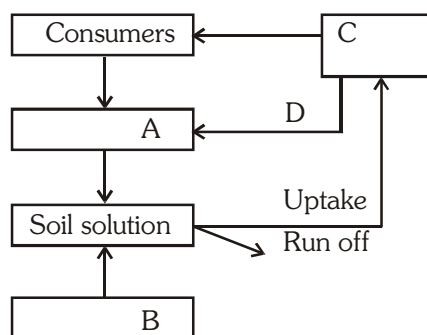 Consumers
C
A
D
Soil solution
Uptake
Run off
B